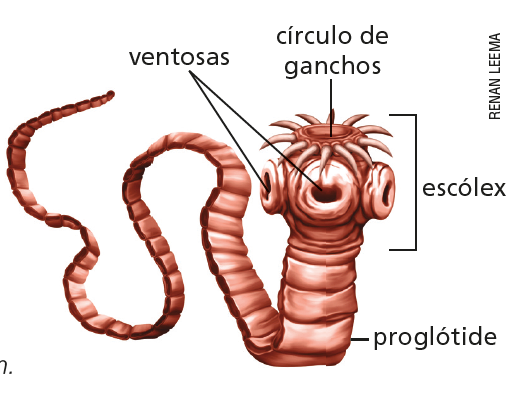 círculo de
ganchos
ventosas
RENAN LEEMA
escólex
proglótide
n.